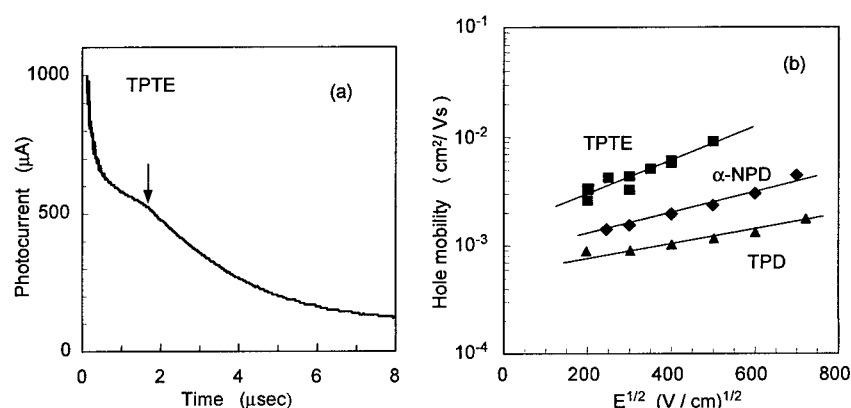 1000
500
0
Photocurrent (μA)
TPTE
(a)
0 2 4 6 8
Time (μsec)
10⁻¹
10⁻²
10⁻³
10⁻⁴
Hole mobility ( cm²/ Vs )
(b)
TPTE
α-NPD
TPD
200 400 600 800
E¹ᐟ² (V / cm)¹ᐟ²